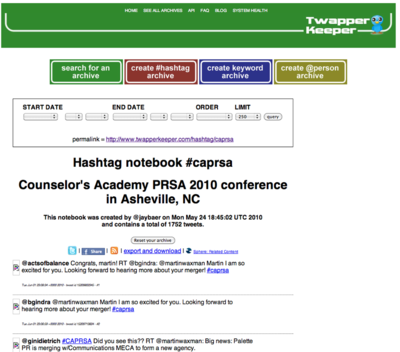 HOME SEE ALL ARCHIVES API FAQ BLOG SYSTEM HEALTH
Twapper
Keeper
search for an archive
create #hashtag archive
create keyword archive
create @person archive
START DATE END DATE ORDER LIMIT
250 query
permalink = http://www.twapperkeeper.com/hashtag/caprsa
Hashtag notebook #caprsa
Counselor's Academy PRSA 2010 conference
in Asheville, NC
This notebook was created by @jaybaer on Mon May 24 18:45:02 UTC 2010
and contains a total of 1752 tweets.
Reset your archive
| Share | | export and download | Related Content
@actsofbalance Congrats, martin! RT @bgindra: @martinwaxman Martin I am so
excited for you. Looking forward to hearing more about your merger! #caprsa
@bgindra @martinwaxman Martin I am so excited for you. Looking forward to
hearing more about your merger! #caprsa
@ginidietrich #CAPRSA Did you see this?? RT @martinwaxman: Big news: Palette
PR is merging w/Communications MECA to form a new agency.